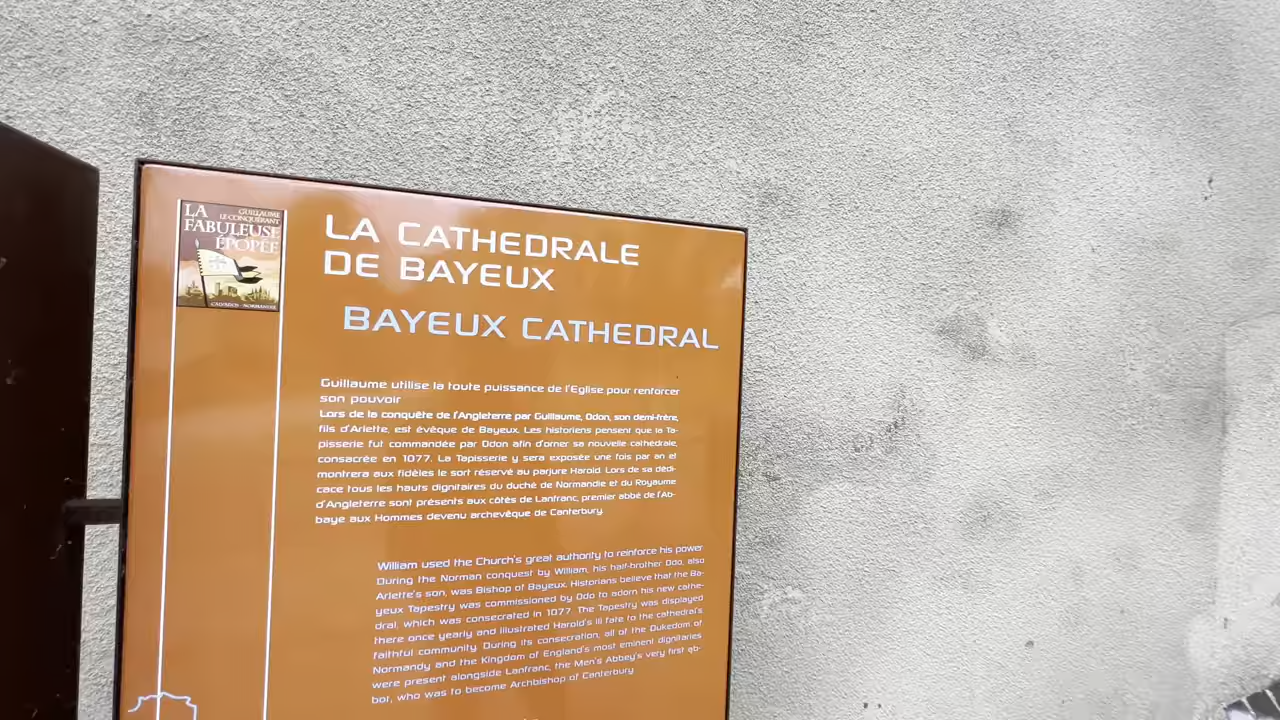 LA
GUILLAUME
LE CONQUÉRANT
FABULEUSE
ÉPOPÉE
CALVADOS - NORMANDIE
LA CATHEDRALE
DE BAYEUX
BAYEUX CATHEDRAL
Guillaume utilise la toute puissance de l'Eglise pour renforcer
son pouvoir
Lors de la conquête de l'Angleterre par Guillaume, Odon, son demi-frère,
fils d'Arlette, est évêque de Bayeux. Les historiens pensent que la Ta-
pisserie fut commandée par Odon afin d'orner sa nouvelle cathédrale,
consacrée en 1077. La Tapisserie y sera exposée une fois par an et
montrera aux fidèles le sort réservé au parjure Harold. Lors de sa dédi-
cace tous les hauts dignitaires du duché de Normandie et du Royaume
d'Angleterre sont présents aux côtés de Lanfranc, premier abbé de l'Ab-
baye aux Hommes devenu archevêque de Canterbury.
William used the Church's great authority to reinforce his power
During the Norman conquest by William, his half-brother Odo, also
Arlette's son, was Bishop of Bayeux. Historians believe that the Ba-
yeux Tapestry was commissioned by Odo to adorn his new cathe-
dral, which was consecrated in 1077. The Tapestry was displayed
there once yearly and illustrated Harold's ill fate to the cathedral's
faithful community. During its consecration, all of the Dukedom of
Normandy and the Kingdom of England's most eminent dignitaries
were present alongside Lanfranc, the Men's Abbey's very first ab-
bot, who was to become Archbishop of Canterbury.